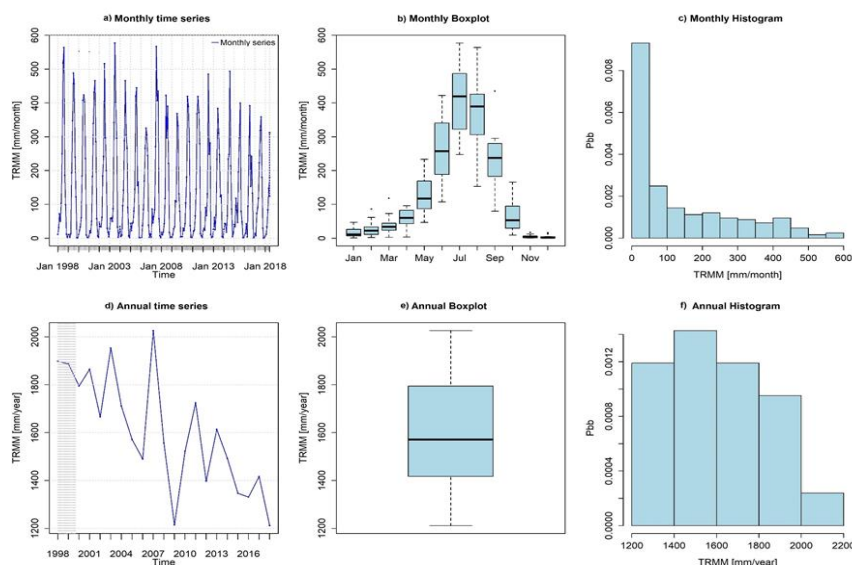 a) Monthly time series
Monthly series
TRMM [mm/month]
600
500
400
300
200
100
0
Jan 1998 Jan 2003 Jan 2008 Jan 2013 Jan 2018
Time
b) Monthly Boxplot
TRMM [mm/month]
600
500
400
300
200
100
0
Jan Mar May Jul Sep Nov
c) Monthly Histogram
Pbb
0.008
0.006
0.004
0.002
0.000
0 100 200 300 400 500 600
TRMM [mm/month]
d) Annual time series
TRMM [mm/year]
2000
1800
1600
1400
1200
1998 2001 2004 2007 2010 2013 2016
Time
e) Annual Boxplot
TRMM [mm/year]
2000
1800
1600
1400
1200
f) Annual Histogram
Pbb
0.0012
0.0008
0.0004
0.0000
1200 1400 1600 1800 2000 2200
TRMM [mm/year]